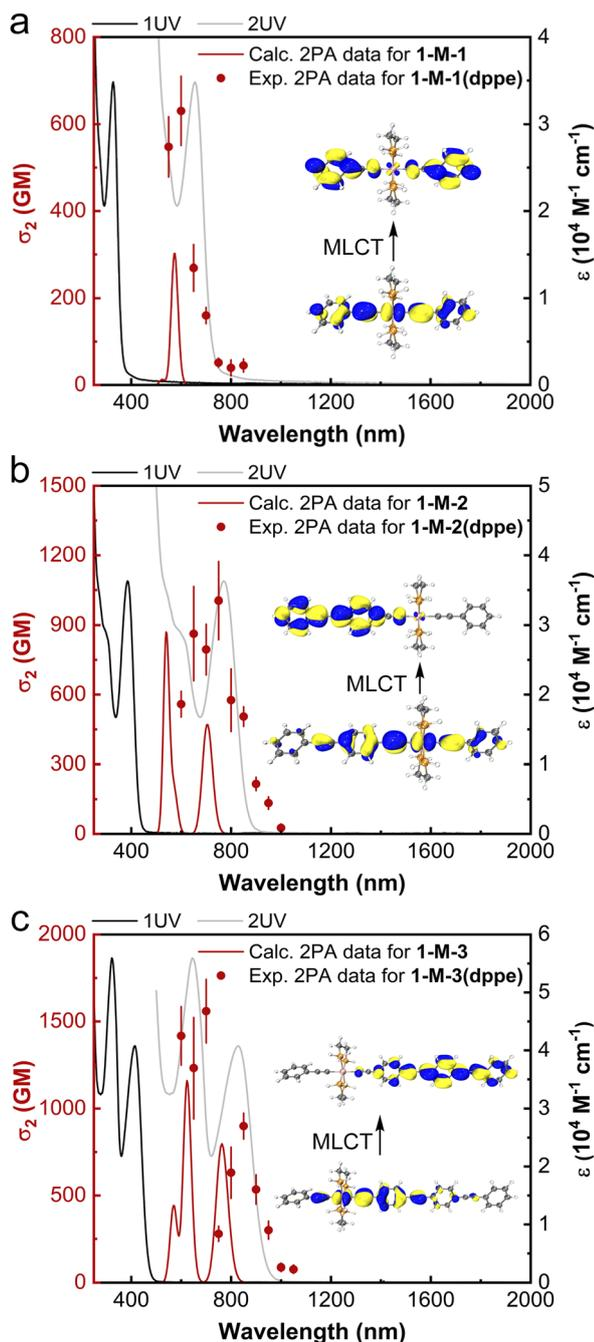 a
1UV 2UV
800
600
400
200
0
σ₂ (GM)
Calc. 2PA data for 1-M-1
Exp. 2PA data for 1-M-1(dppe)
MLCT
4
3
2
1
0
ε (10⁴ M⁻¹ cm⁻¹)
400 800 1200 1600 2000
Wavelength (nm)
b
1UV 2UV
1500
1200
900
600
300
0
σ₂ (GM)
Calc. 2PA data for 1-M-2
Exp. 2PA data for 1-M-2(dppe)
MLCT
5
4
3
2
1
0
ε (10⁴ M⁻¹ cm⁻¹)
400 800 1200 1600 2000
Wavelength (nm)
c
1UV 2UV
2000
1500
1000
500
0
σ₂ (GM)
Calc. 2PA data for 1-M-3
Exp. 2PA data for 1-M-3(dppe)
MLCT
6
5
4
3
2
1
0
ε (10⁴ M⁻¹ cm⁻¹)
400 800 1200 1600 2000
Wavelength (nm)